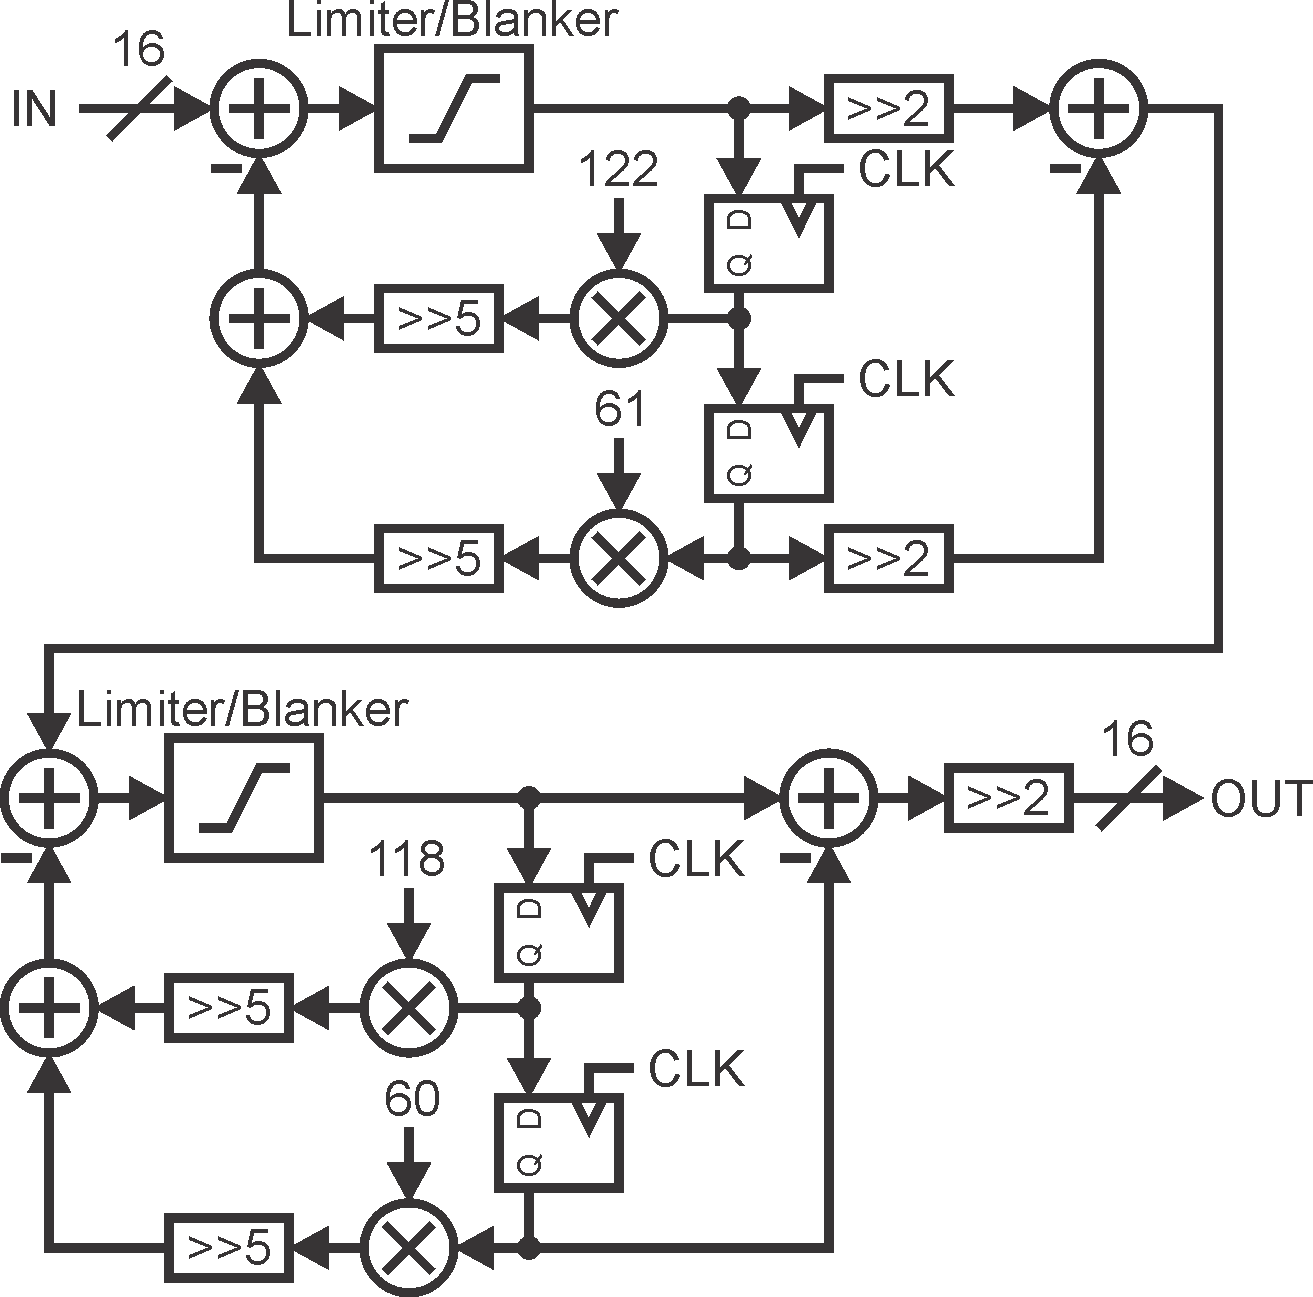 Limiter/Blanker
16
IN
>>2
CLK
122
D
Q
>>5
CLK
61
D
Q
>>5
>>2
Limiter/Blanker
16
>>2
OUT
118
CLK
D
Q
>>5
CLK
60
D
Q
>>5